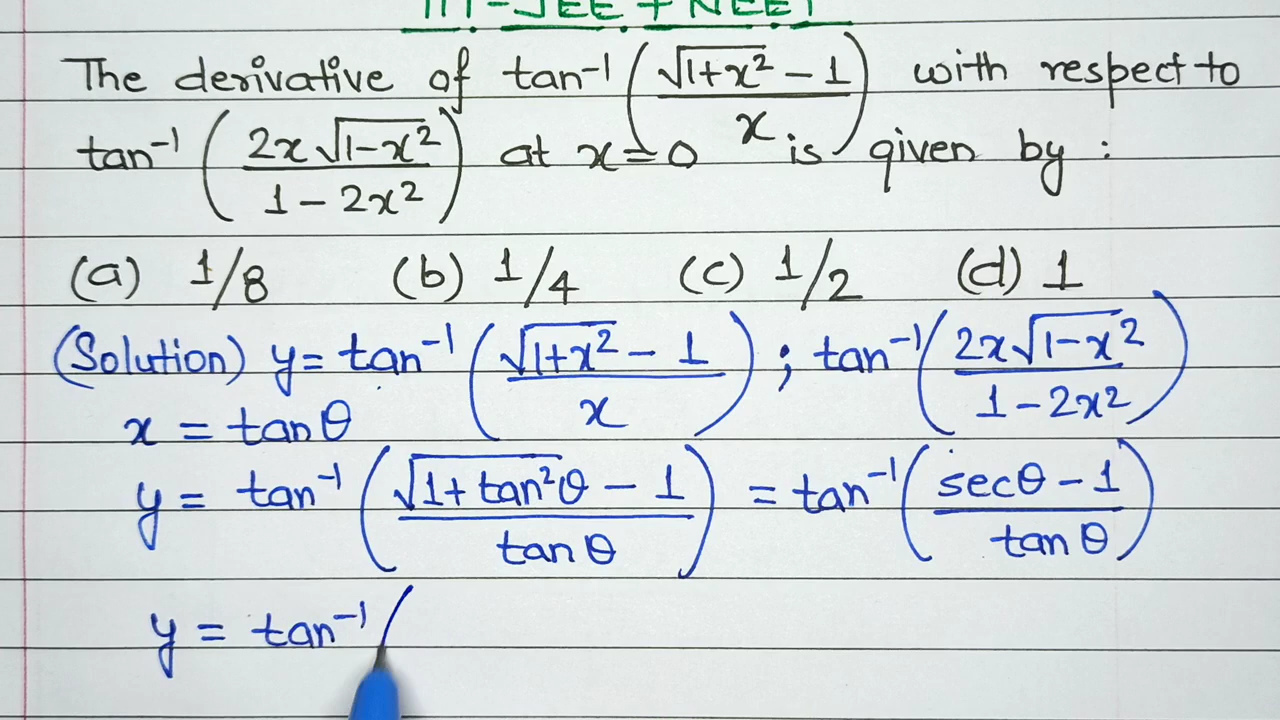 IIT-JEE + NEET
The derivative of tan⁻¹ ( (√(1+x²) - 1) / x ) with respect to
tan⁻¹ ( (2x√(1-x²)) / (1-2x²) ) at x=0 is given by :
(a) 1/8 (b) 1/4 (c) 1/2 (d) 1
(Solution) y= tan⁻¹ ( (√(1+x²) - 1) / x ) ; tan⁻¹ ( (2x√(1-x²)) / (1-2x²) )
x = tanθ
y = tan⁻¹ ( (√(1+tan²θ) - 1) / tanθ ) = tan⁻¹ ( (secθ-1) / tanθ )
y = tan⁻¹ (